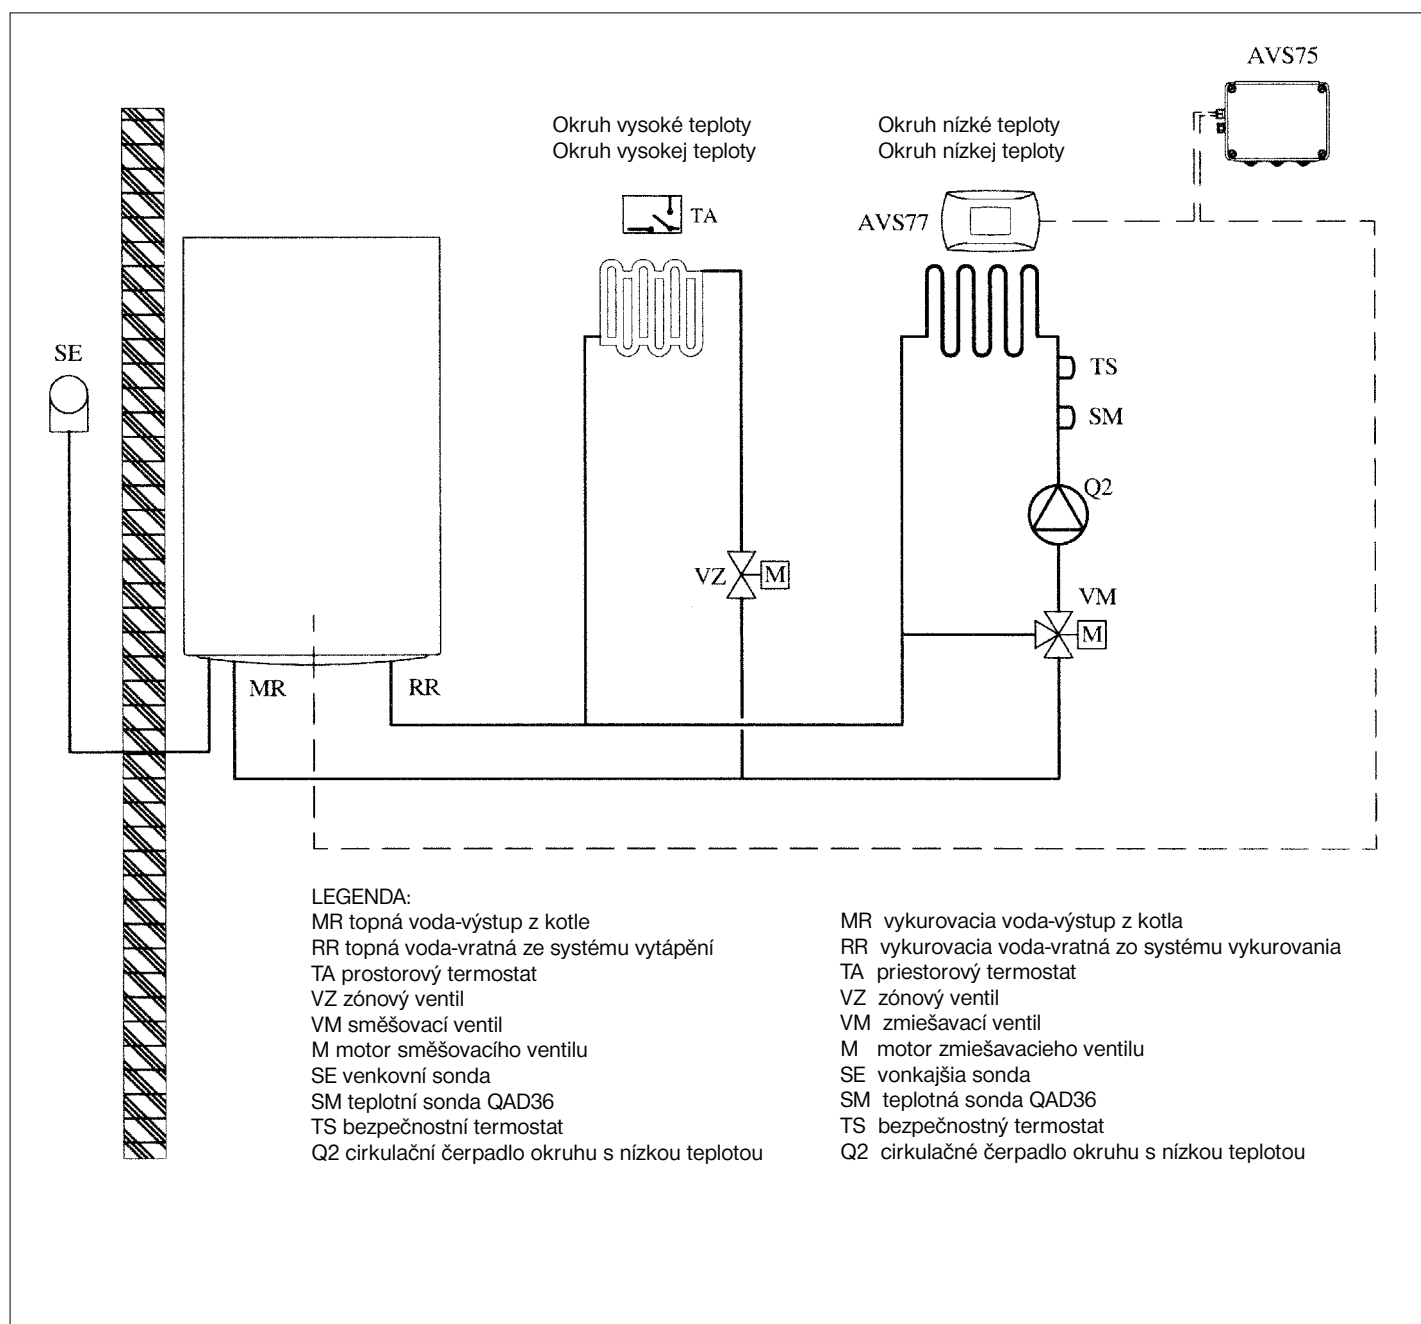 AVS75
Okruh vysoké teploty
Okruh vysokej teploty
Okruh nízké teploty
Okruh nízkej teploty
TA
AVS77
SE
TS
SM
Q2
VZ
M
VM
M
MR
RR
LEGENDA:
MR topná voda-výstup z kotle
RR topná voda-vratná ze systému vytápění
TA prostorový termostat
VZ zónový ventil
VM směšovací ventil
M motor směšovacího ventilu
SE venkovní sonda
SM teplotní sonda QAD36
TS bezpečnostní termostat
Q2 cirkulační čerpadlo okruhu s nízkou teplotou
MR vykurovacia voda-výstup z kotla
RR vykurovacia voda-vratná zo systému vykurovania
TA priestorový termostat
VZ zónový ventil
VM zmiešavací ventil
M motor zmiešavacieho ventilu
SE vonkajšia sonda
SM teplotná sonda QAD36
TS bezpečnostný termostat
Q2 cirkulačné čerpadlo okruhu s nízkou teplotou